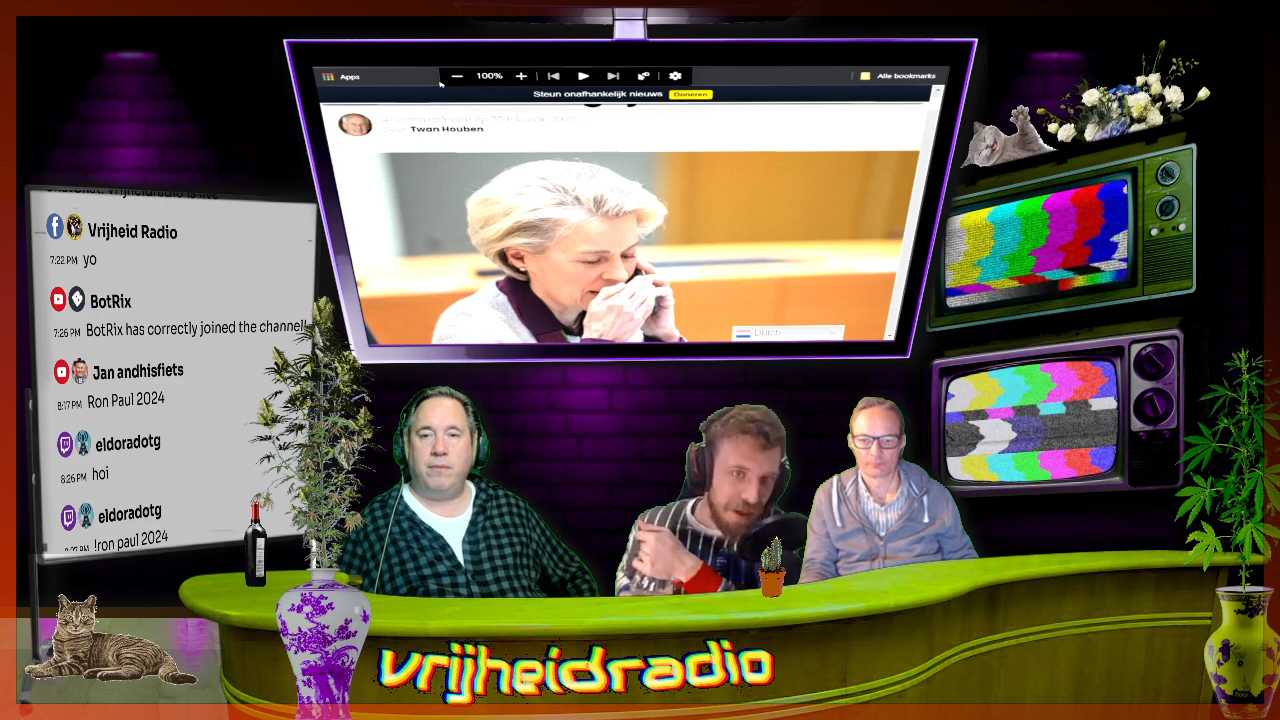 Apps
100%
Alle bookmarks
Steun onafhankelijk nieuws
Doneren
Twan Houben
Dutch
Vrijheid Radio
7:22 PM yo
BotRix
7:26 PM BotRix has correctly joined the channel!
Jan andhisfiets
8:17 PM Ron Paul 2024
eldoradotg
8:26 PM hoi
eldoradotg
!ron paul 2024
vrijheidradio